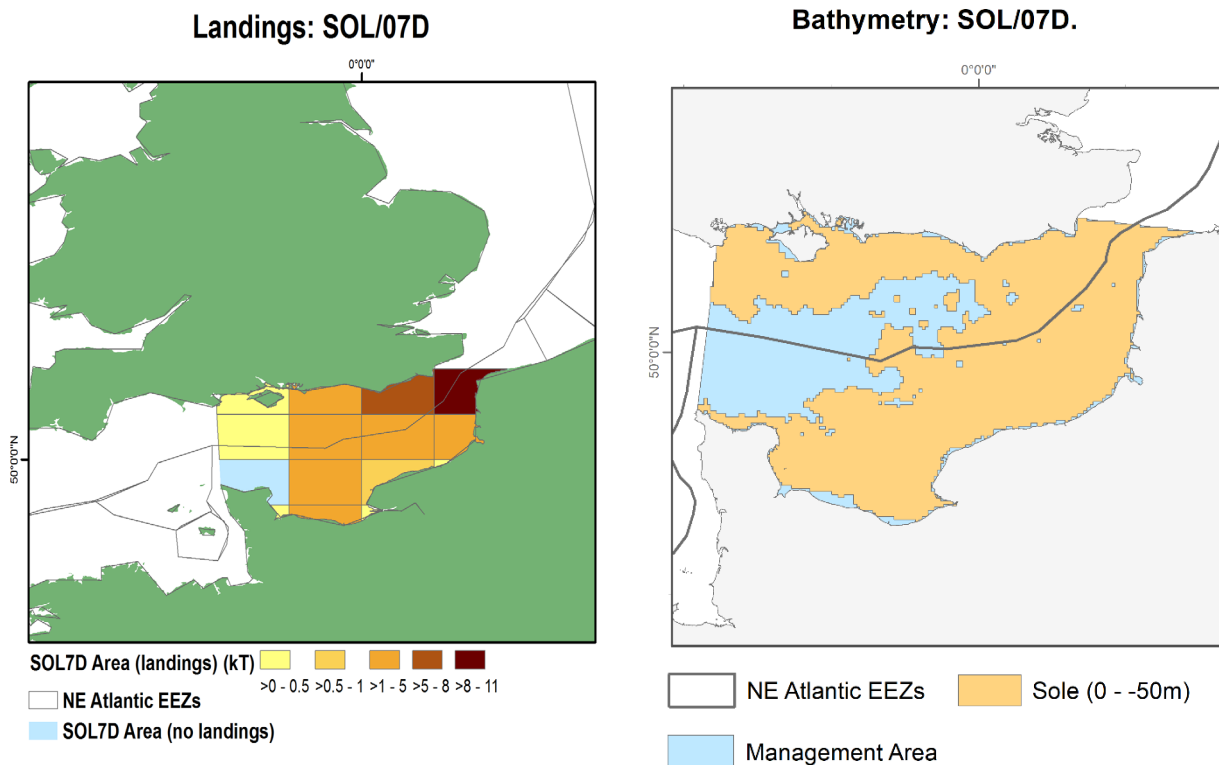 Landings: SOL/07D
0°0'0"
50°0'0"N
SOL7D Area (landings) (kT)
>0 - 0.5 >0.5 - 1 >1 - 5 >5 - 8 >8 - 11
NE Atlantic EEZs
SOL7D Area (no landings)
Bathymetry: SOL/07D.
0°0'0"
50°0'0"N
NE Atlantic EEZs
Sole (0 - -50m)
Management Area